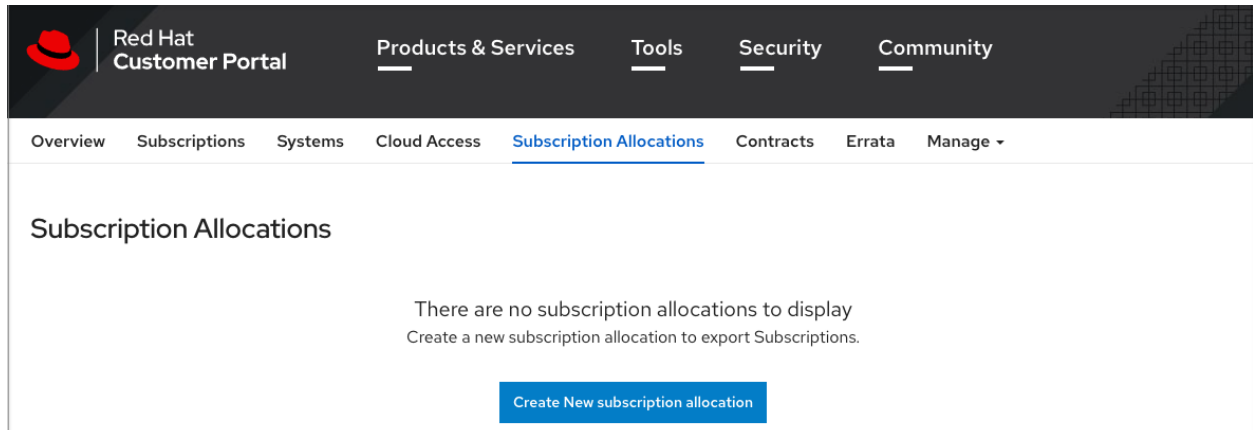 Red Hat
Customer Portal
Products & Services Tools Security Community
Overview Subscriptions Systems Cloud Access Subscription Allocations Contracts Errata Manage
Subscription Allocations
There are no subscription allocations to display
Create a new subscription allocation to export Subscriptions.
Create New subscription allocation